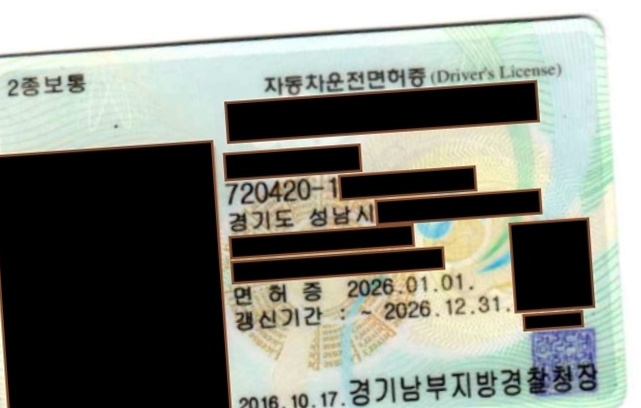 2종보통
자동차운전면허증 (Driver's License)
720420-1
경기도 성남시
면 허 증 2026.01.01.
갱신기간 : ~ 2026.12.31.
2016.10.17. 경기남부지방경찰청장